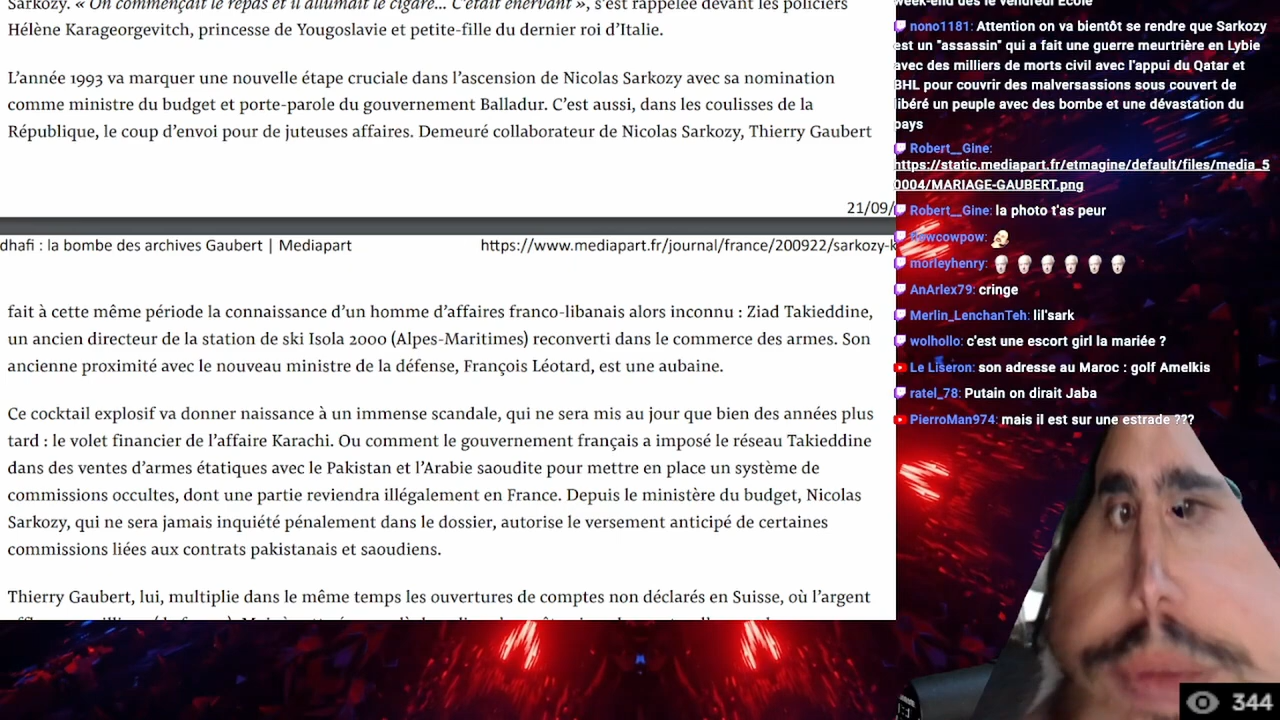 Sarkozy. « On commençait le repas et il allumait le cigare... C'était énervant », s'est rappelée devant les policiers
Hélène Karageorgevitch, princesse de Yougoslavie et petite-fille du dernier roi d'Italie.
L'année 1993 va marquer une nouvelle étape cruciale dans l'ascension de Nicolas Sarkozy avec sa nomination
comme ministre du budget et porte-parole du gouvernement Balladur. C'est aussi, dans les coulisses de la
République, le coup d'envoi pour de juteuses affaires. Demeuré collaborateur de Nicolas Sarkozy, Thierry Gaubert
21/09/
dhafi : la bombe des archives Gaubert | Mediapart
https://www.mediapart.fr/journal/france/200922/sarkozy-k
fait à cette même période la connaissance d'un homme d'affaires franco-libanais alors inconnu : Ziad Takieddine,
un ancien directeur de la station de ski Isola 2000 (Alpes-Maritimes) reconverti dans le commerce des armes. Son
ancienne proximité avec le nouveau ministre de la défense, François Léotard, est une aubaine.
Ce cocktail explosif va donner naissance à un immense scandale, qui ne sera mis au jour que bien des années plus
tard : le volet financier de l'affaire Karachi. Ou comment le gouvernement français a imposé le réseau Takieddine
dans des ventes d'armes étatiques avec le Pakistan et l'Arabie saoudite pour mettre en place un système de
commissions occultes, dont une partie reviendra illégalement en France. Depuis le ministère du budget, Nicolas
Sarkozy, qui ne sera jamais inquiété pénalement dans le dossier, autorise le versement anticipé de certaines
commissions liées aux contrats pakistanais et saoudiens.
Thierry Gaubert, lui, multiplie dans le même temps les ouvertures de comptes non déclarés en Suisse, où l'argent
week-end dès le vendredi Ecole
nono1181: Attention on va bientôt se rendre que Sarkozy
est un "assassin" qui a fait une guerre meurtrière en Lybie
avec des milliers de morts civil avec l'appui du Qatar et
BHL pour couvrir des malversassions sous couvert de
libéré un peuple avec des bombe et une dévastation du
pays
Robert__Gine:
https://static.mediapart.fr/etmagine/default/files/media_5
0004/MARIAGE-GAUBERT.png
Robert__Gine: la photo t'as peur
morleyhenry:
AnArlex79: cringe
Merlin_LenchanTeh: lil'sark
wolhollo: c'est une escort girl la mariée ?
Le Liseron: son adresse au Maroc : golf Amelkis
ratel_78: Putain on dirait Jaba
PierroMan974: mais il est sur une estrade ???
344